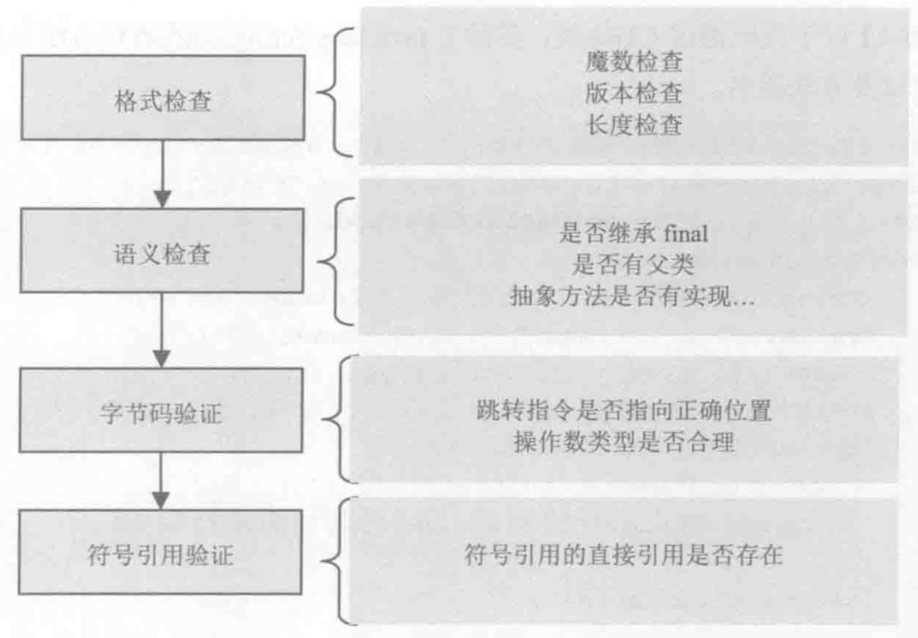 格式检查
魔数检查
版本检查
长度检查
语义检查
是否继承 final
是否有父类
抽象方法是否有实现…
字节码验证
跳转指令是否指向正确位置
操作数类型是否合理
符号引用验证
符号引用的直接引用是否存在